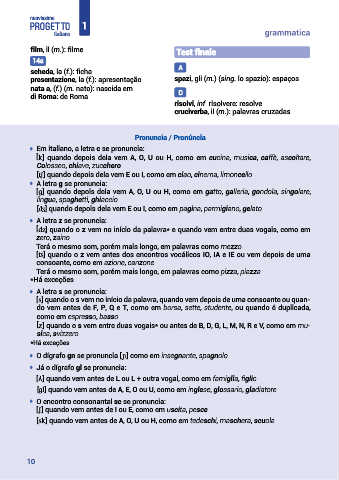 nuovissimo
PROGETTO
italiano
1
grammatica
film, il (m.): filme
14a
scheda, la (f.): ficha
presentazione, la (f.): apresentação
nata a, (f.) (m. nato): nascida em
di Roma: de Roma
Test finale
A
spazi, gli (m.) (sing. lo spazio): espaços
D
risolvi, inf. risolvere: resolve
cruciverba, il (m.): palavras cruzadas
Pronuncia / Pronúncia
• Em italiano, a letra c se pronuncia:
[k] quando depois dela vem A, O, U ou H, como em cucina, musica, caffè, ascoltare,
Colosseo, chiave, zucchero
[ʧ] quando depois dela vem E ou I, como em ciao, cinema, limoncello
• A letra g se pronuncia:
[g] quando depois dela vem A, O, U ou H, como em gatto, galleria, gondola, singolare,
lingua, spaghetti, ghiaccio
[ʤ] quando depois dela vem E ou I, como em pagina, parmigiano, gelato
• A letra z se pronuncia:
[dz] quando o z vem no início da palavra* e quando vem entre duas vogais, como em
zero, zaino
Terá o mesmo som, porém mais longo, em palavras como mezzo
[ts] quando o z vem antes dos encontros vocálicos IO, IA e IE ou vem depois de uma
consoante, como em azione, canzone
Terá o mesmo som, porém mais longo, em palavras como pizza, piazza
*Há exceções
• A letra s se pronuncia:
[s] quando o s vem no início da palavra, quando vem depois de uma consoante ou quan-
do vem antes de F, P, Q e T, como em borsa, sette, studente, ou quando é duplicada,
como em espresso, basso
[z] quando o s vem entre duas vogais* ou antes de B, D, G, L, M, N, R e V, como em mu-
sica, svizzero
*Há exceções
• O dígrafo gn se pronuncia [ɲ] como em insegnante, spagnolo
• Já o dígrafo gl se pronuncia:
[ʎ] quando vem antes de I, ou I + outra vogal, como em famiglia, figlio
[gl] quando vem antes de A, E, O ou U, como em inglese, glossario, gladiatore
• O encontro consonantal sc se pronuncia:
[ʃ] quando vem antes de I ou E, como em uscita, pesce
[sk] quando vem antes de A, O, U ou H, como em tedeschi, maschera, scuola
10